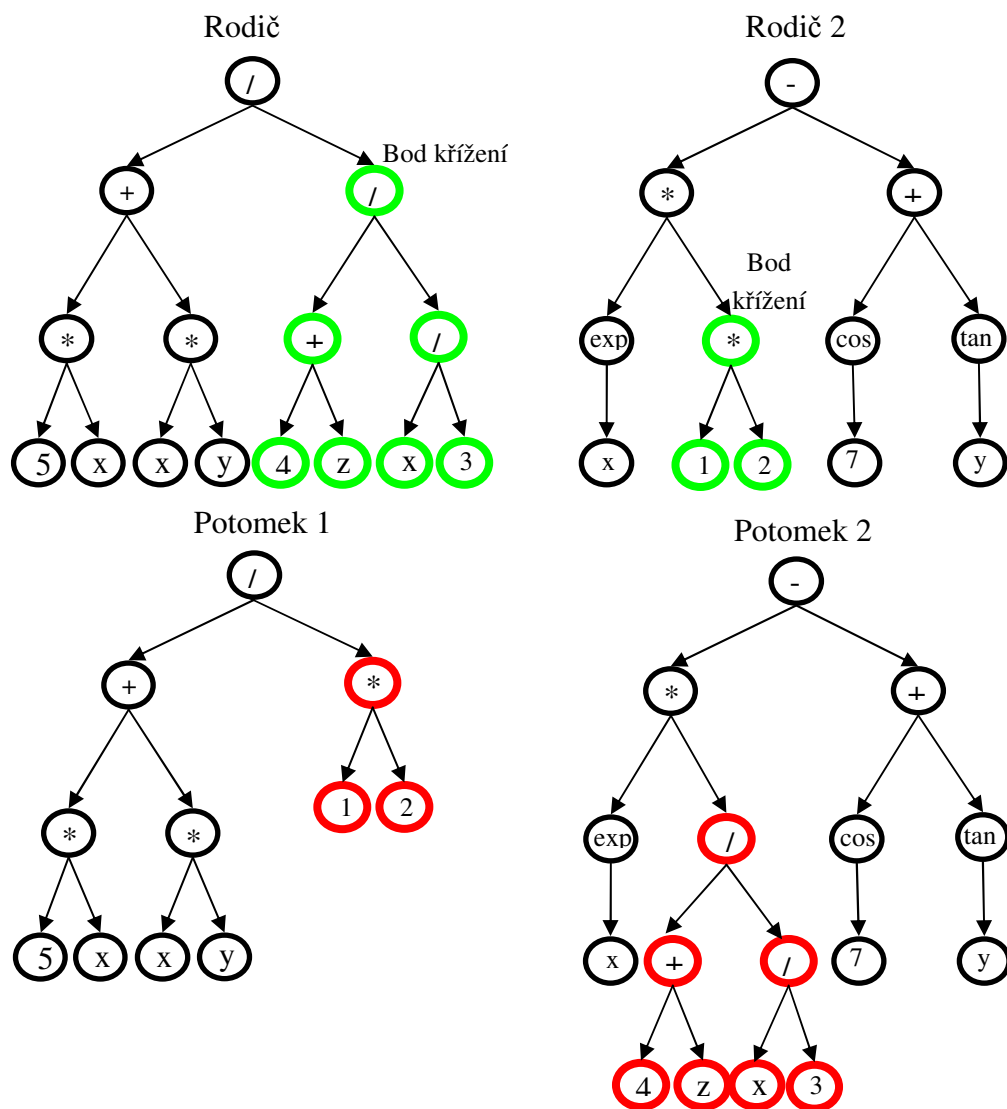 Rodič
Rodič 2
/
-
Bod křížení
+
/
*
+
Bod
křížení
*
*
+
/
exp
*
cos
tan
5 x x y 4 z x 3
x 1 2 7 y
Potomek 1
Potomek 2
/
-
+
*
*
+
1 2
*
*
exp
/
cos
tan
5 x x y
x
+
/
7
y
4 z x 3